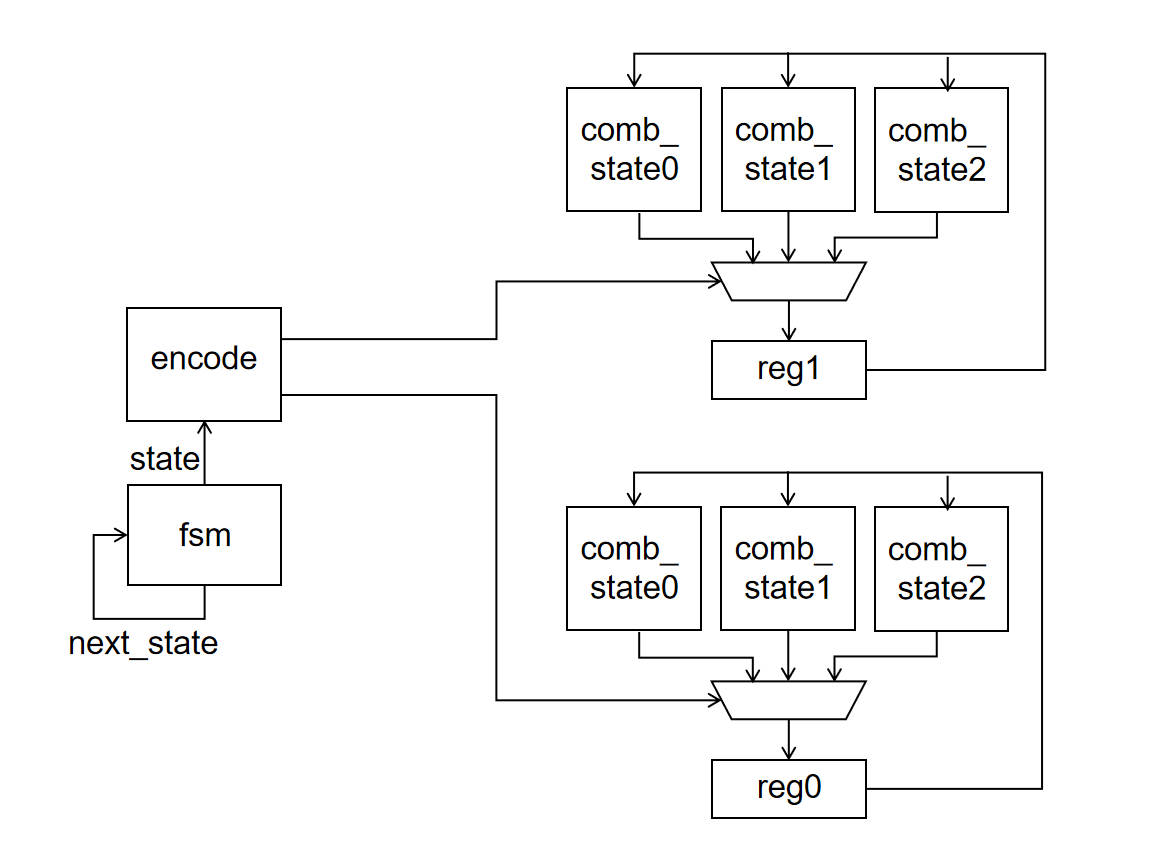 comb_
state0
comb_
state1
comb_
state2
encode
reg1
state
fsm
next_state
comb_
state0
comb_
state1
comb_
state2
reg0